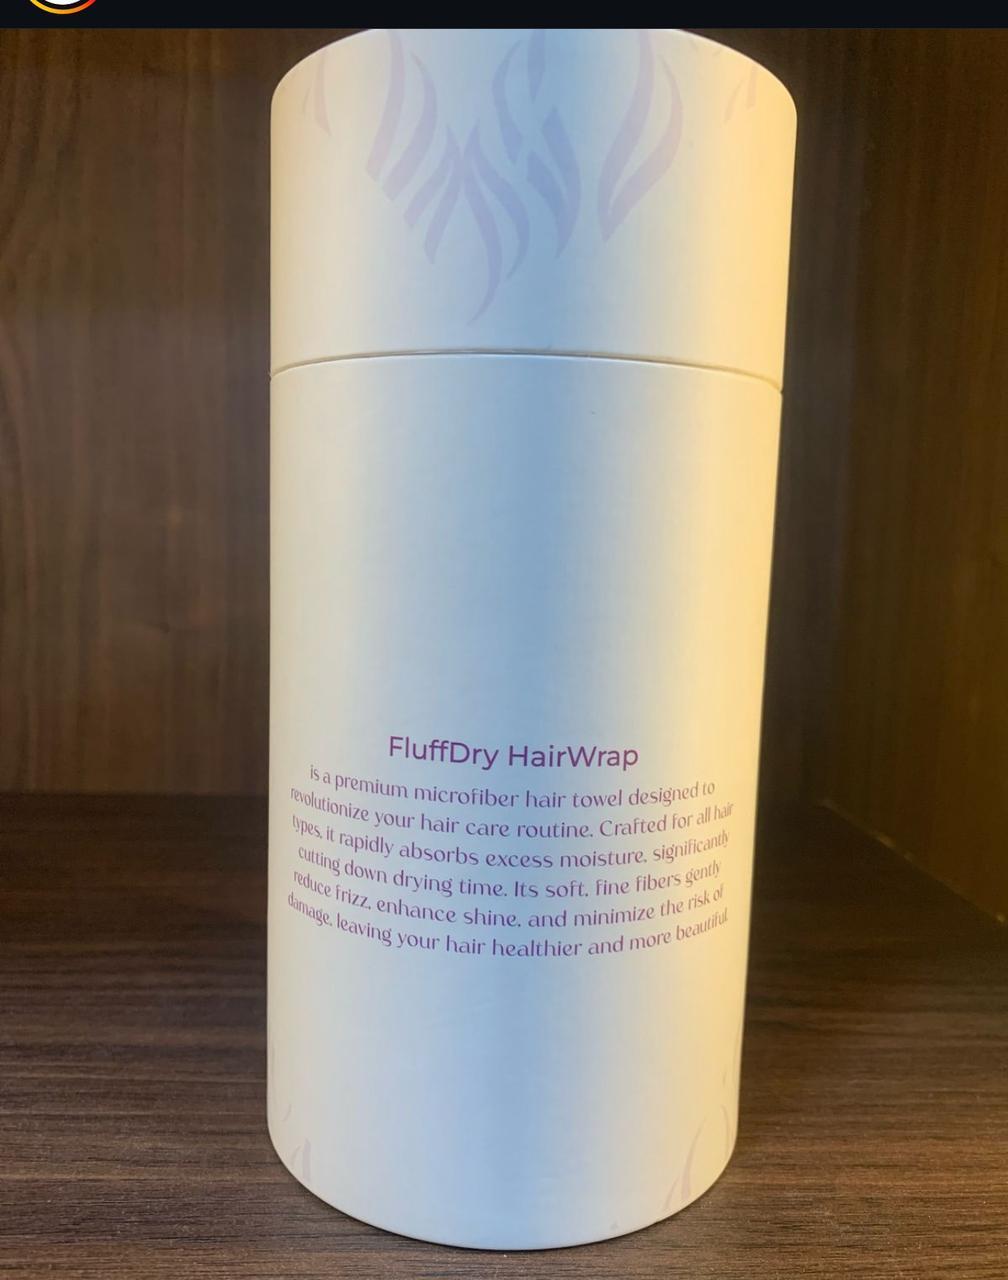 FluffDry HairWrap
is a premium microfiber hair towel designed to
revolutionize your hair care routine. Crafted for all hair
types, it rapidly absorbs excess moisture, significantly
cutting down drying time. Its soft, fine fibers gently
reduce frizz, enhance shine, and minimize the risk of
damage, leaving your hair healthier and more beautiful.